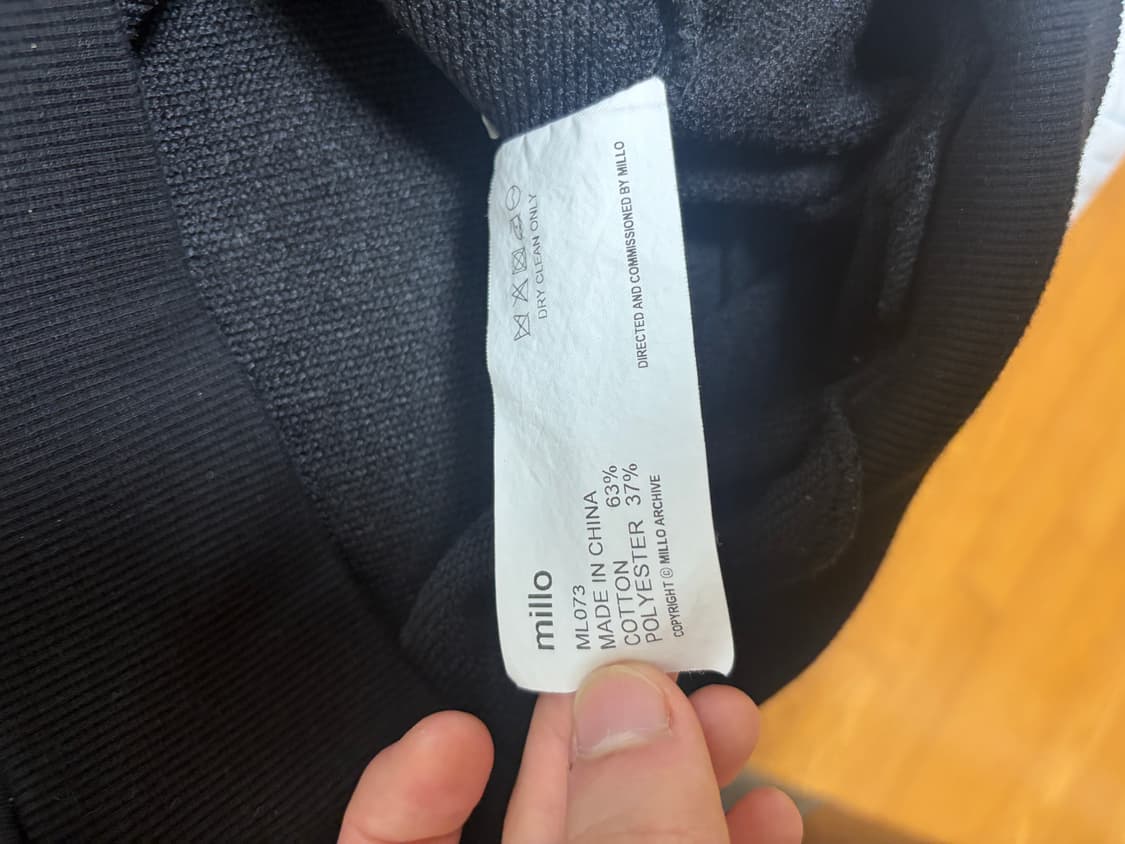 millo
ML073
MADE IN CHINA
COTTON 63%
POLYESTER 37%
COPYRIGHT © MILLO ARCHIVE
DRY CLEAN ONLY
DIRECTED AND COMMISSIONED BY MILLO